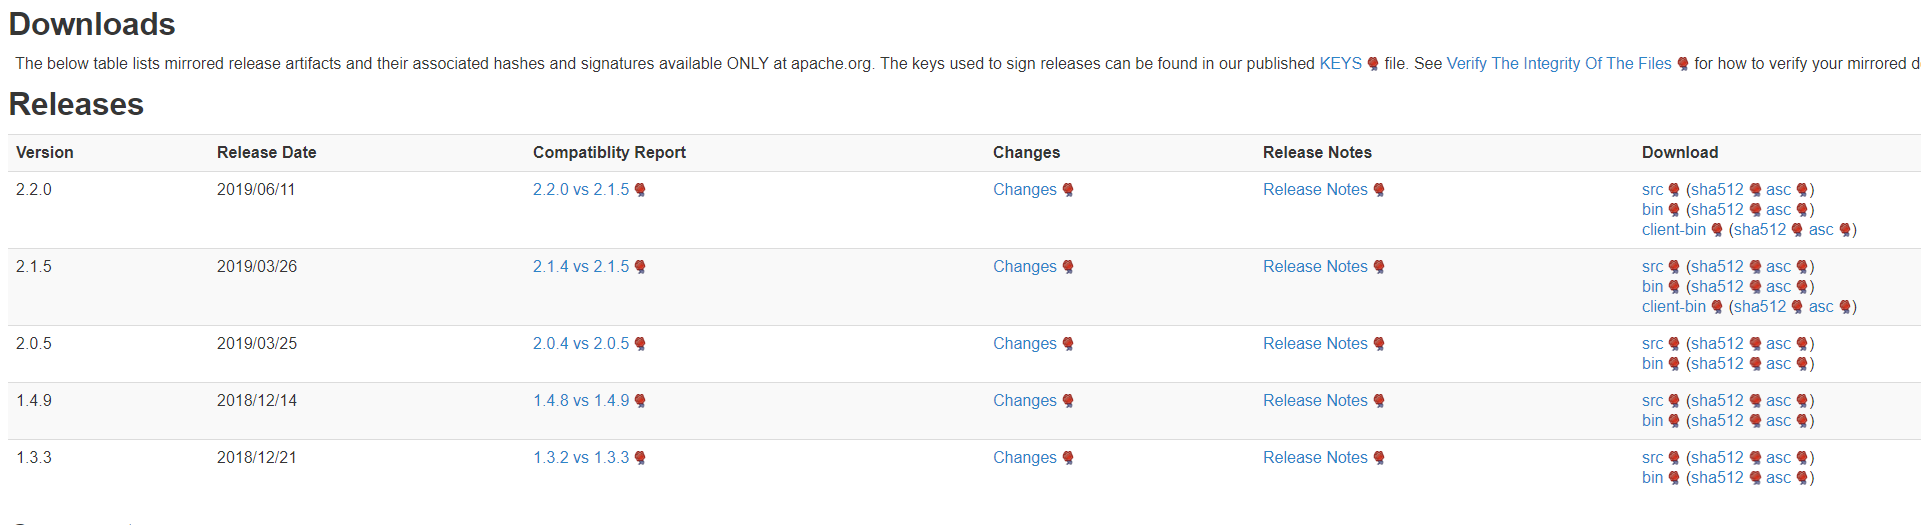 Downloads
The below table lists mirrored release artifacts and their associated hashes and signatures available ONLY at apache.org. The keys used to sign releases can be found in our published KEYS file. See Verify The Integrity Of The Files for how to verify your mirrored d
Releases
Version Release Date Compatiblity Report Changes Release Notes Download
2.2.0 2019/06/11 2.2.0 vs 2.1.5 Changes Release Notes src (sha512 asc)
bin (sha512 asc)
client-bin (sha512 asc)
2.1.5 2019/03/26 2.1.4 vs 2.1.5 Changes Release Notes src (sha512 asc)
bin (sha512 asc)
client-bin (sha512 asc)
2.0.5 2019/03/25 2.0.4 vs 2.0.5 Changes Release Notes src (sha512 asc)
bin (sha512 asc)
1.4.9 2018/12/14 1.4.8 vs 1.4.9 Changes Release Notes src (sha512 asc)
bin (sha512 asc)
1.3.3 2018/12/21 1.3.2 vs 1.3.3 Changes Release Notes src (sha512 asc)
bin (sha512 asc)